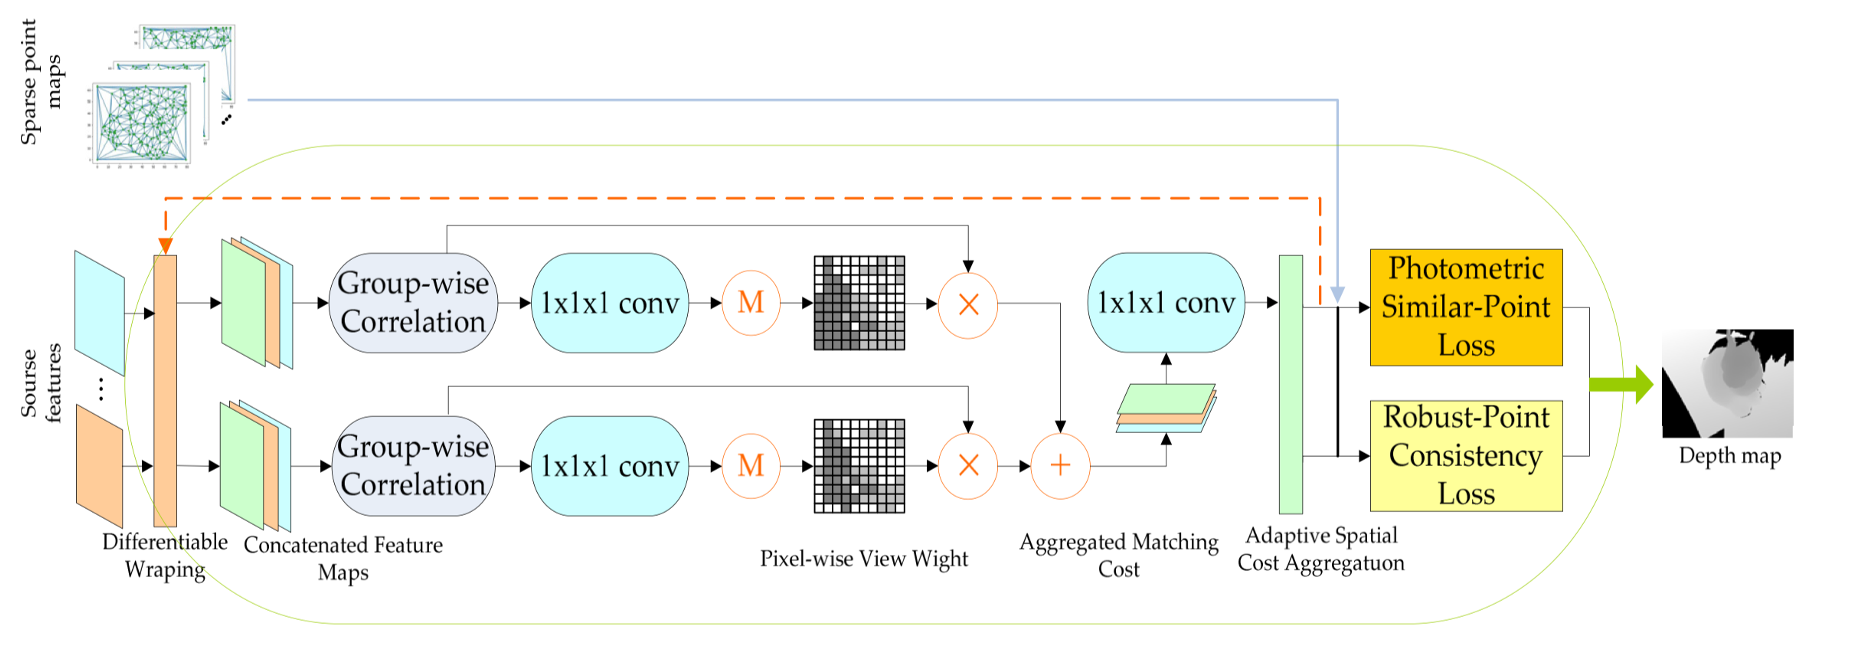 Sparse point
maps
Sourse
features
Group-wise
Correlation
1x1x1 conv
M
×
1x1x1 conv
Photometric
Similar-Point
Loss
Group-wise
Correlation
1x1x1 conv
M
×
+
Robust-Point
Consistency
Loss
Depth map
Differentiable
Wraping
Concatenated Feature
Maps
Pixel-wise View Wight
Aggregated Matching
Cost
Adaptive Spatial
Cost Aggregatuon